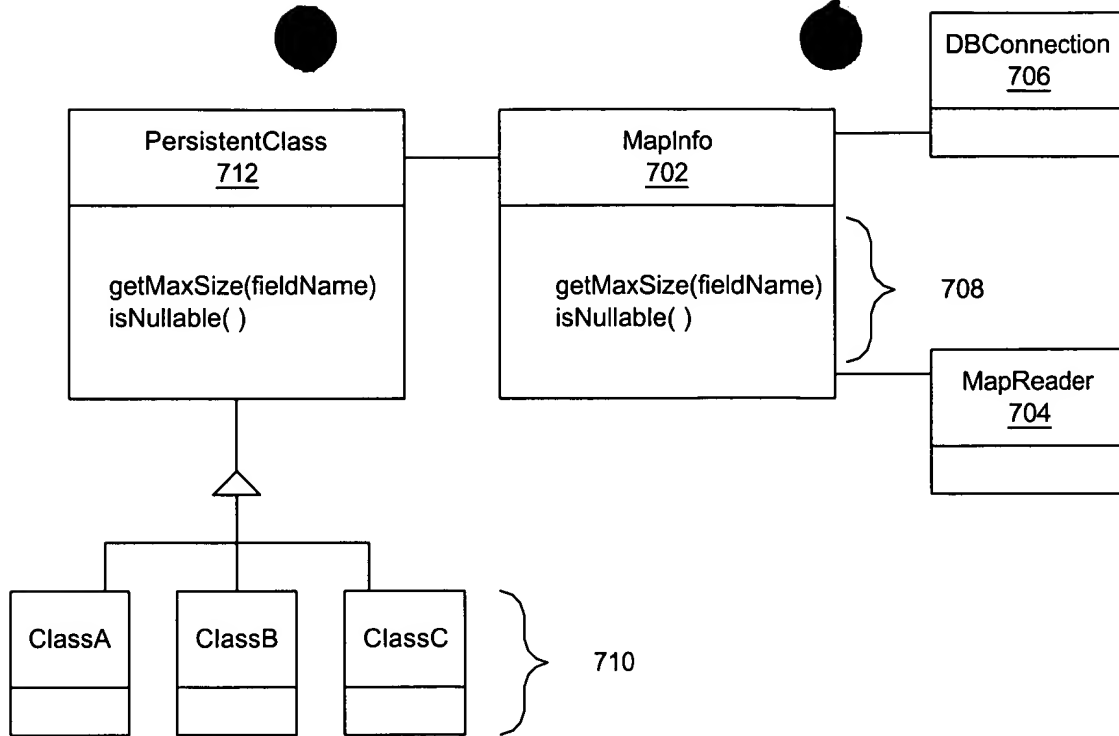 DBConnection
706
PersistentClass
712
MapInfo
702
getMaxSize(fieldName)
isNullable( )
getMaxSize(fieldName)
isNullable( )
708
MapReader
704
ClassA
ClassB
ClassC
710